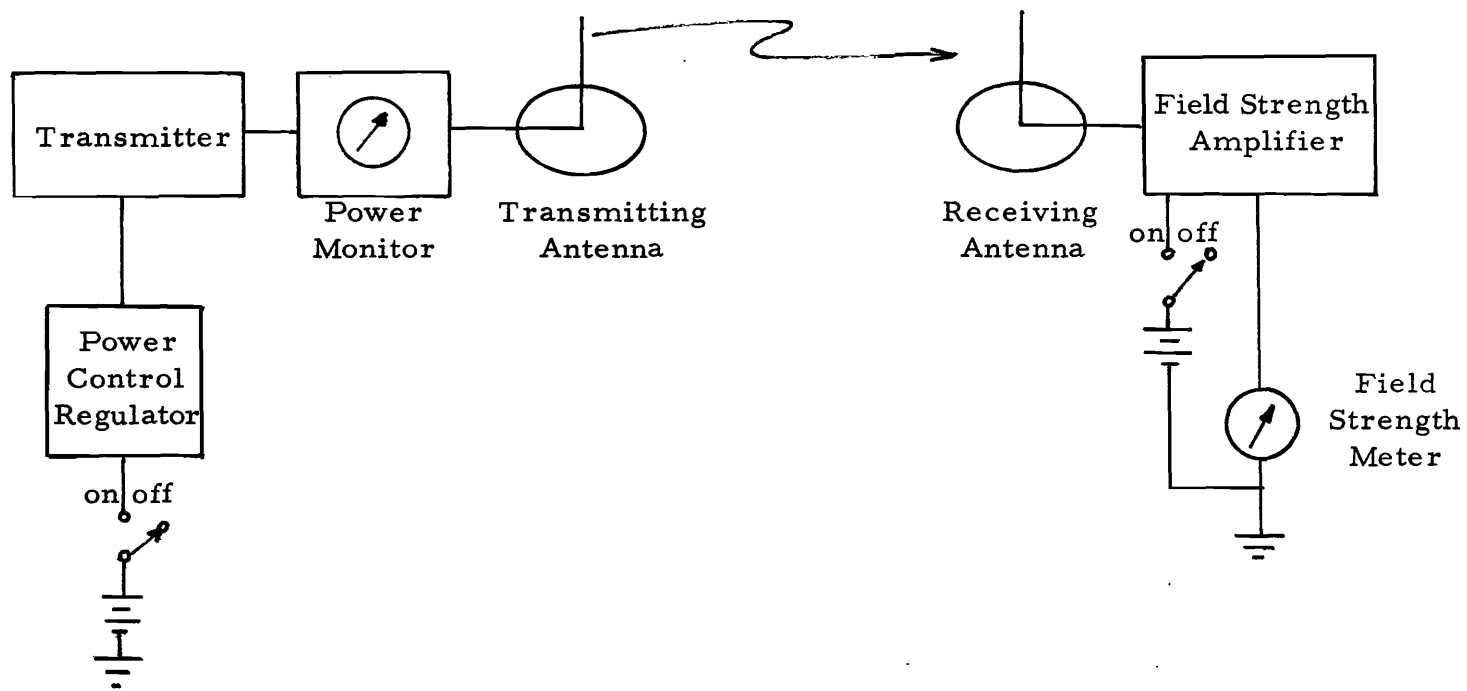 Transmitter
Power
Monitor
Transmitting
Antenna
Power
Control
Regulator
on off
Receiving
Antenna
Field Strength
Amplifier
on off
Field
Strength
Meter